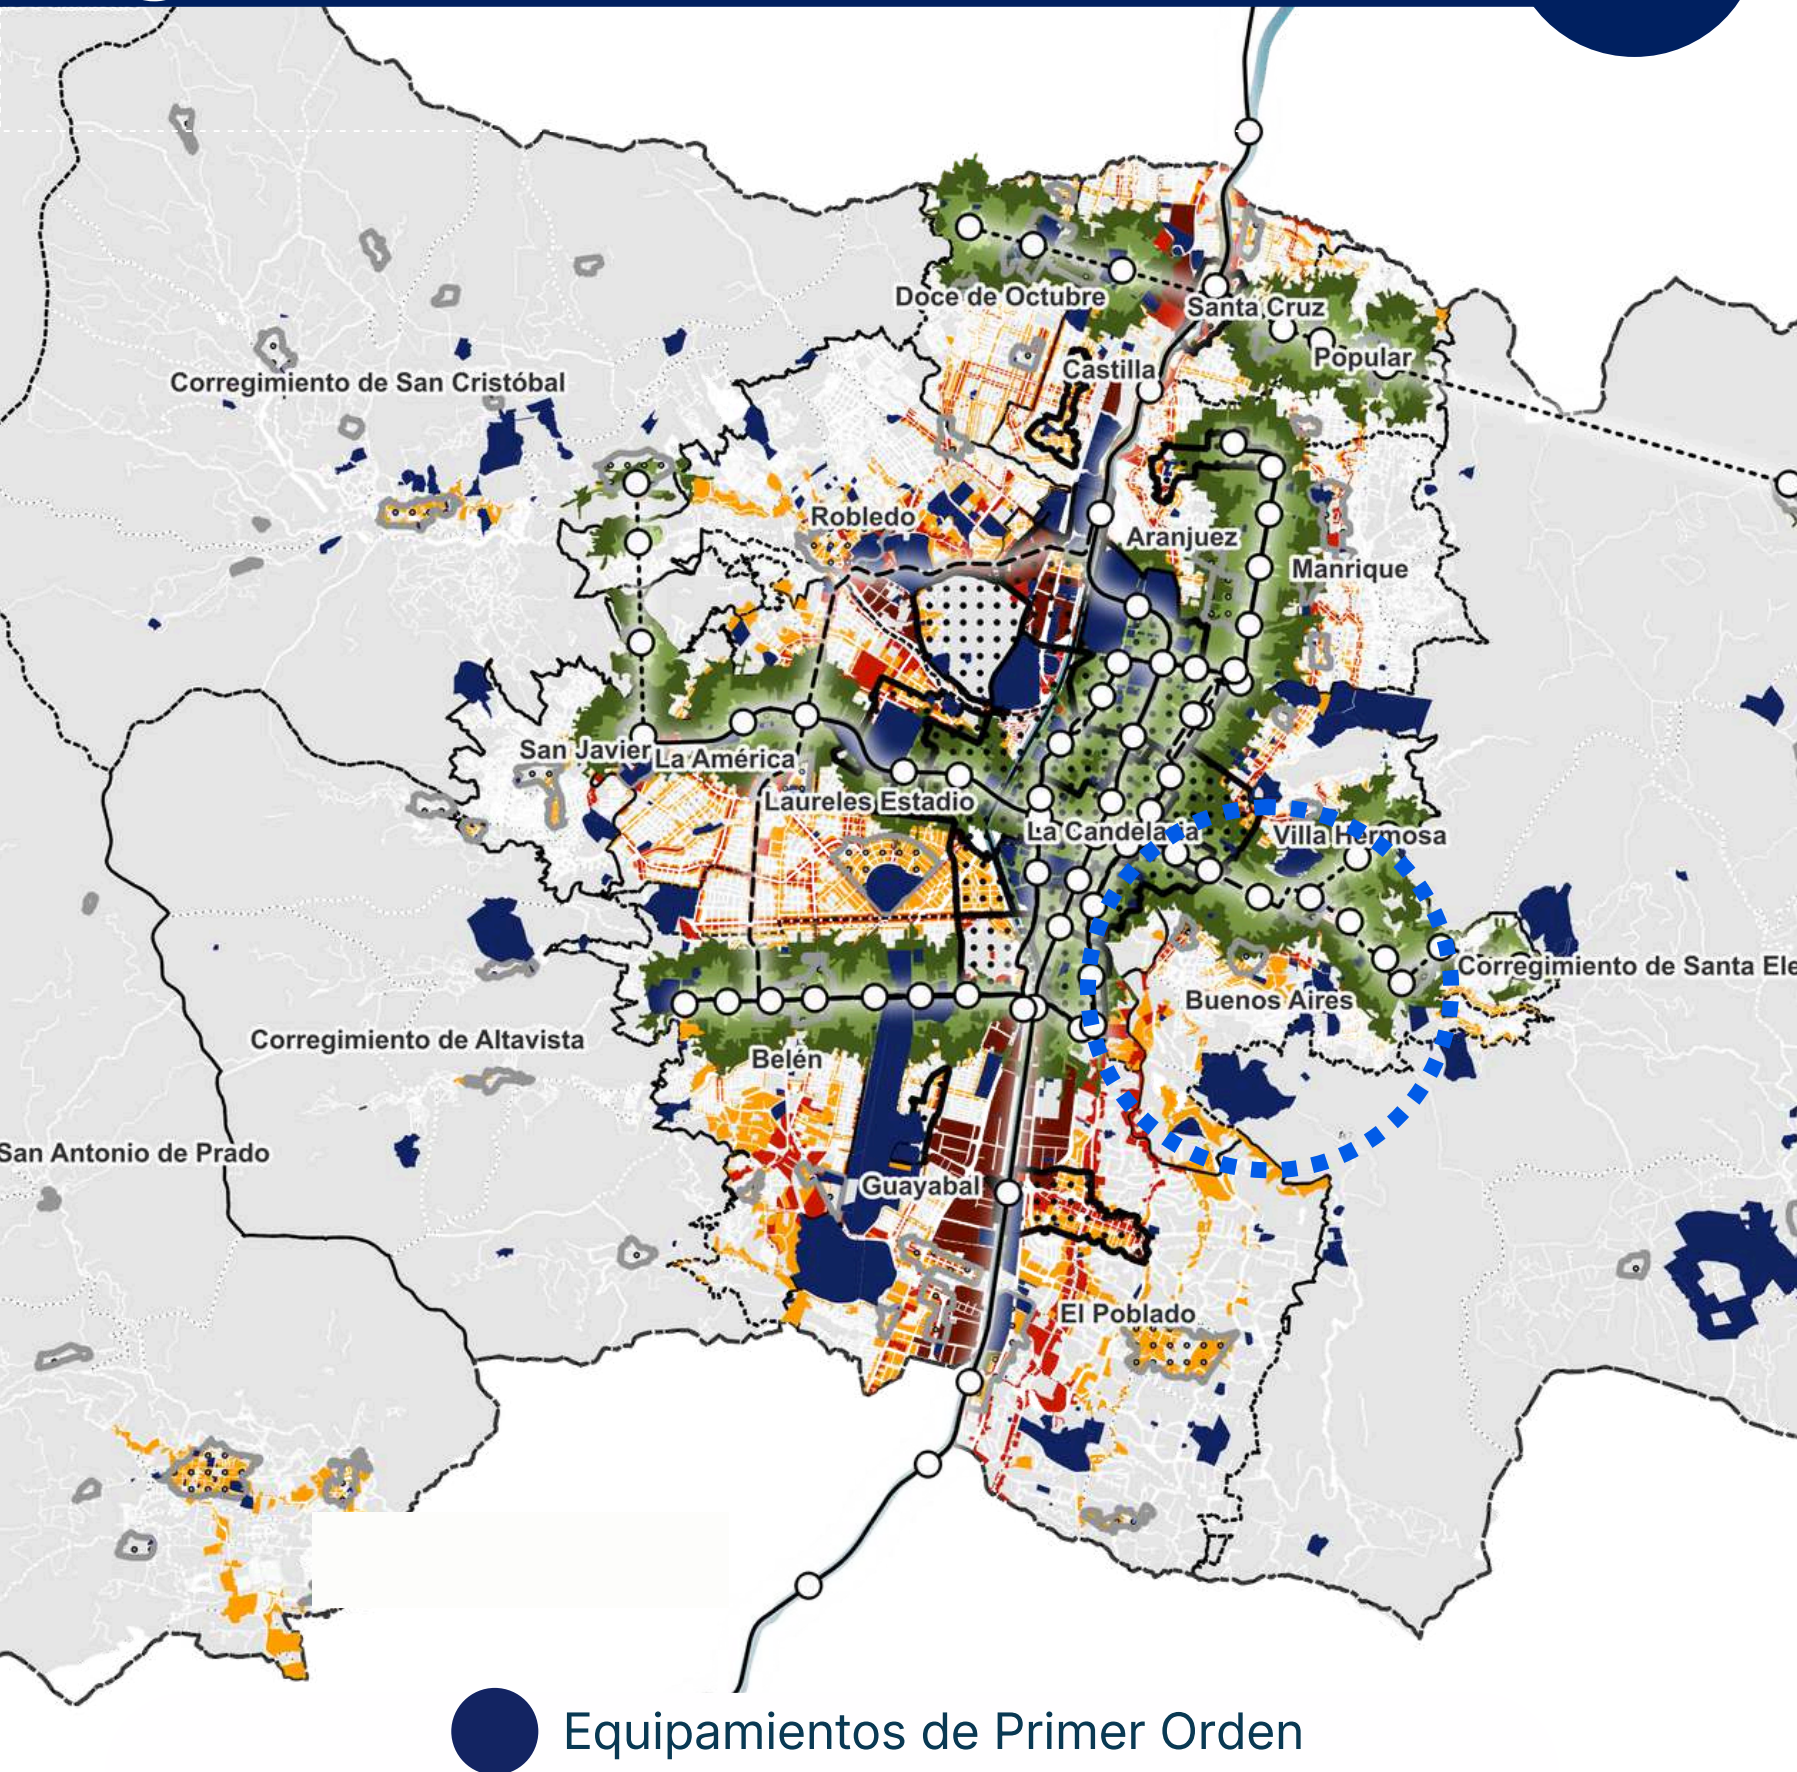 Doce de Octubre
Santa Cruz
Popular
Castilla
Corregimiento de San Cristóbal
Robledo
Aranjuez
Manrique
San Javier
La América
Laureles Estadio
La Candelaria
Villa Hermosa
Corregimiento de Santa Ele
Buenos Aires
Corregimiento de Altavista
Belén
San Antonio de Prado
Guayabal
El Poblado
Equipamientos de Primer Orden